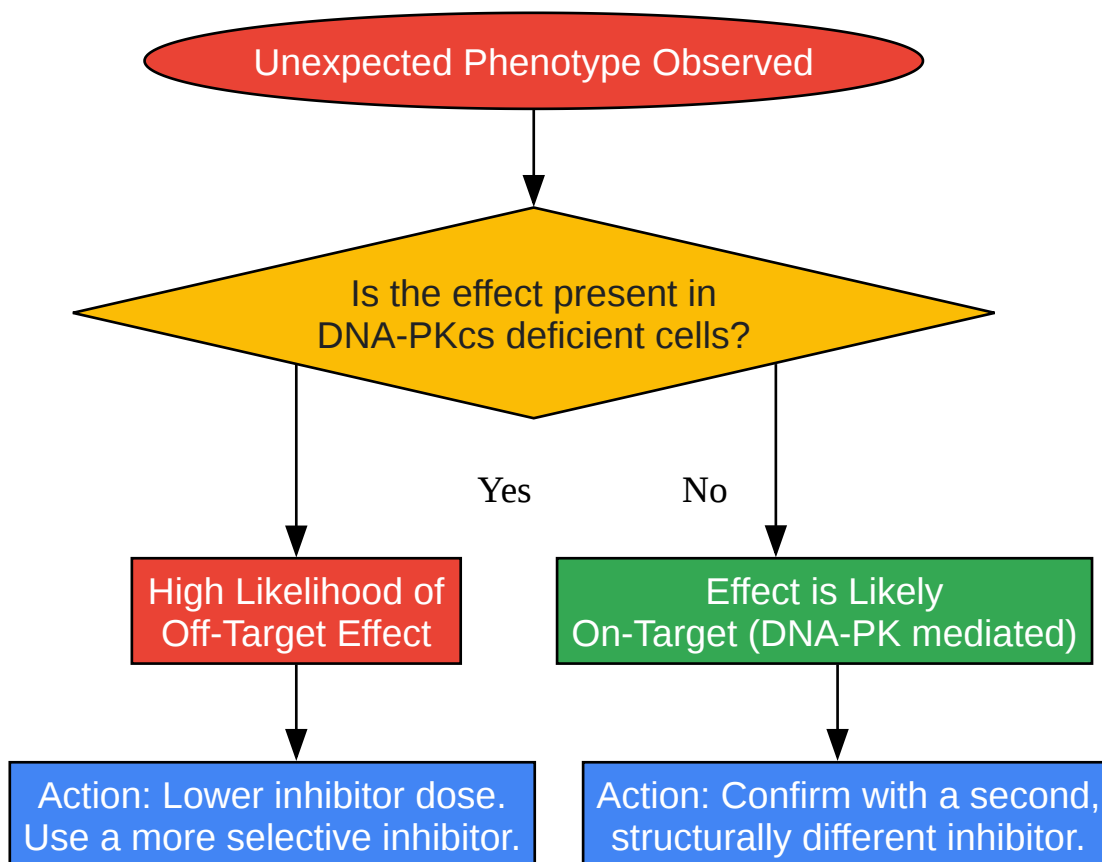 Unexpected Phenotype Observed
Is the effect present in
DNA-PKcs deficient cells?
Yes
No
High Likelihood of
Off-Target Effect
Effect is Likely
On-Target (DNA-PK mediated)
Action: Lower inhibitor dose.
Use a more selective inhibitor.
Action: Confirm with a second,
structurally different inhibitor.